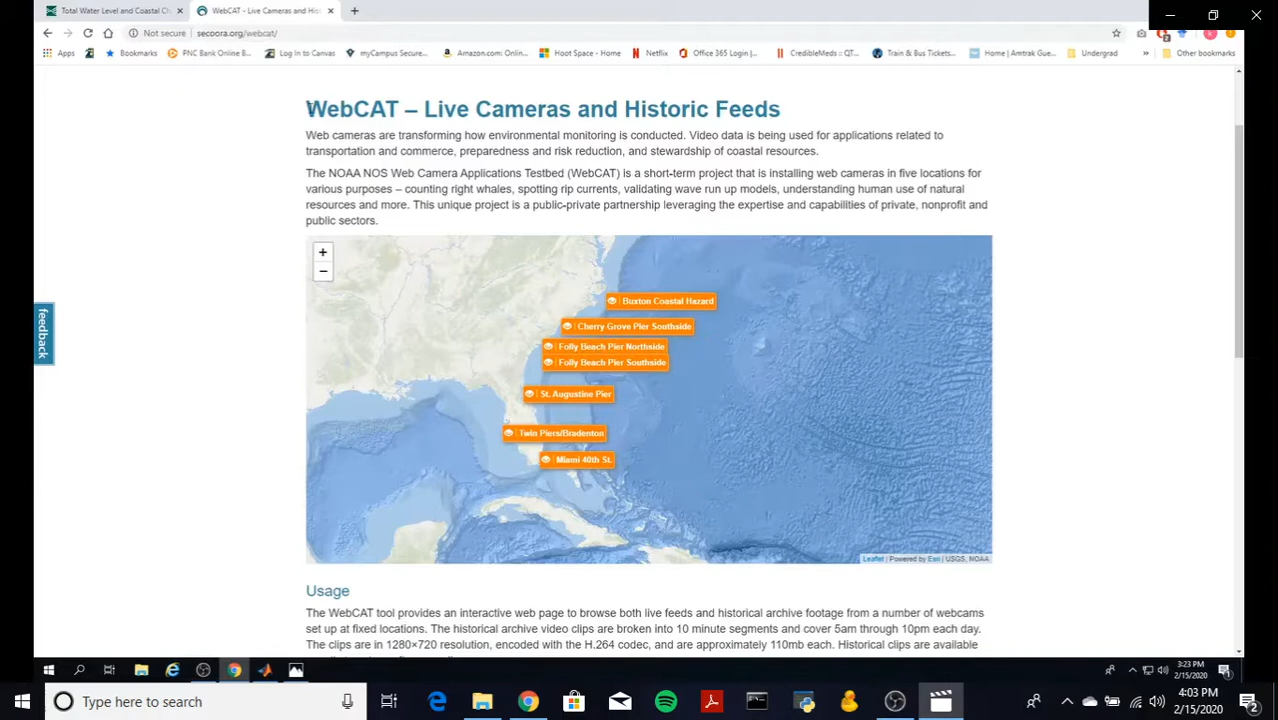 Total Water Level and Coastal Ch
WebCAT - Live Cameras and Hist
Not secure | secoora.org/webcat/
Apps Bookmarks PNC Bank Online B... Log In to Canvas myCampus Secure... Amazon.com: Onlin... Hoot Space - Home Netflix Office 365 Login |... CredibleMeds :: QT... Train & Bus Tickets... Home | Amtrak Gue... Undergrad » Other bookmarks
WebCAT – Live Cameras and Historic Feeds
Web cameras are transforming how environmental monitoring is conducted. Video data is being used for applications related to
transportation and commerce, preparedness and risk reduction, and stewardship of coastal resources.
The NOAA NOS Web Camera Applications Testbed (WebCAT) is a short-term project that is installing web cameras in five locations for
various purposes – counting right whales, spotting rip currents, validating wave run up models, understanding human use of natural
resources and more. This unique project is a public-private partnership leveraging the expertise and capabilities of private, nonprofit and
public sectors.
+
−
Buxton Coastal Hazard
Cherry Grove Pier Southside
Folly Beach Pier Northside
Folly Beach Pier Southside
St. Augustine Pier
Twin Piers/Bradenton
Miami 40th St.
feedback
Leaflet | Powered by Esri | USGS, NOAA
Usage
The WebCAT tool provides an interactive web page to browse both live feeds and historical archive footage from a number of webcams
set up at fixed locations. The historical archive video clips are broken into 10 minute segments and cover 5am through 10pm each day.
The clips are in 1280×720 resolution, encoded with the H.264 codec, and are approximately 110mb each. Historical clips are available
3:23 PM
2/15/2020
Type here to search
4:03 PM
2/15/2020
2